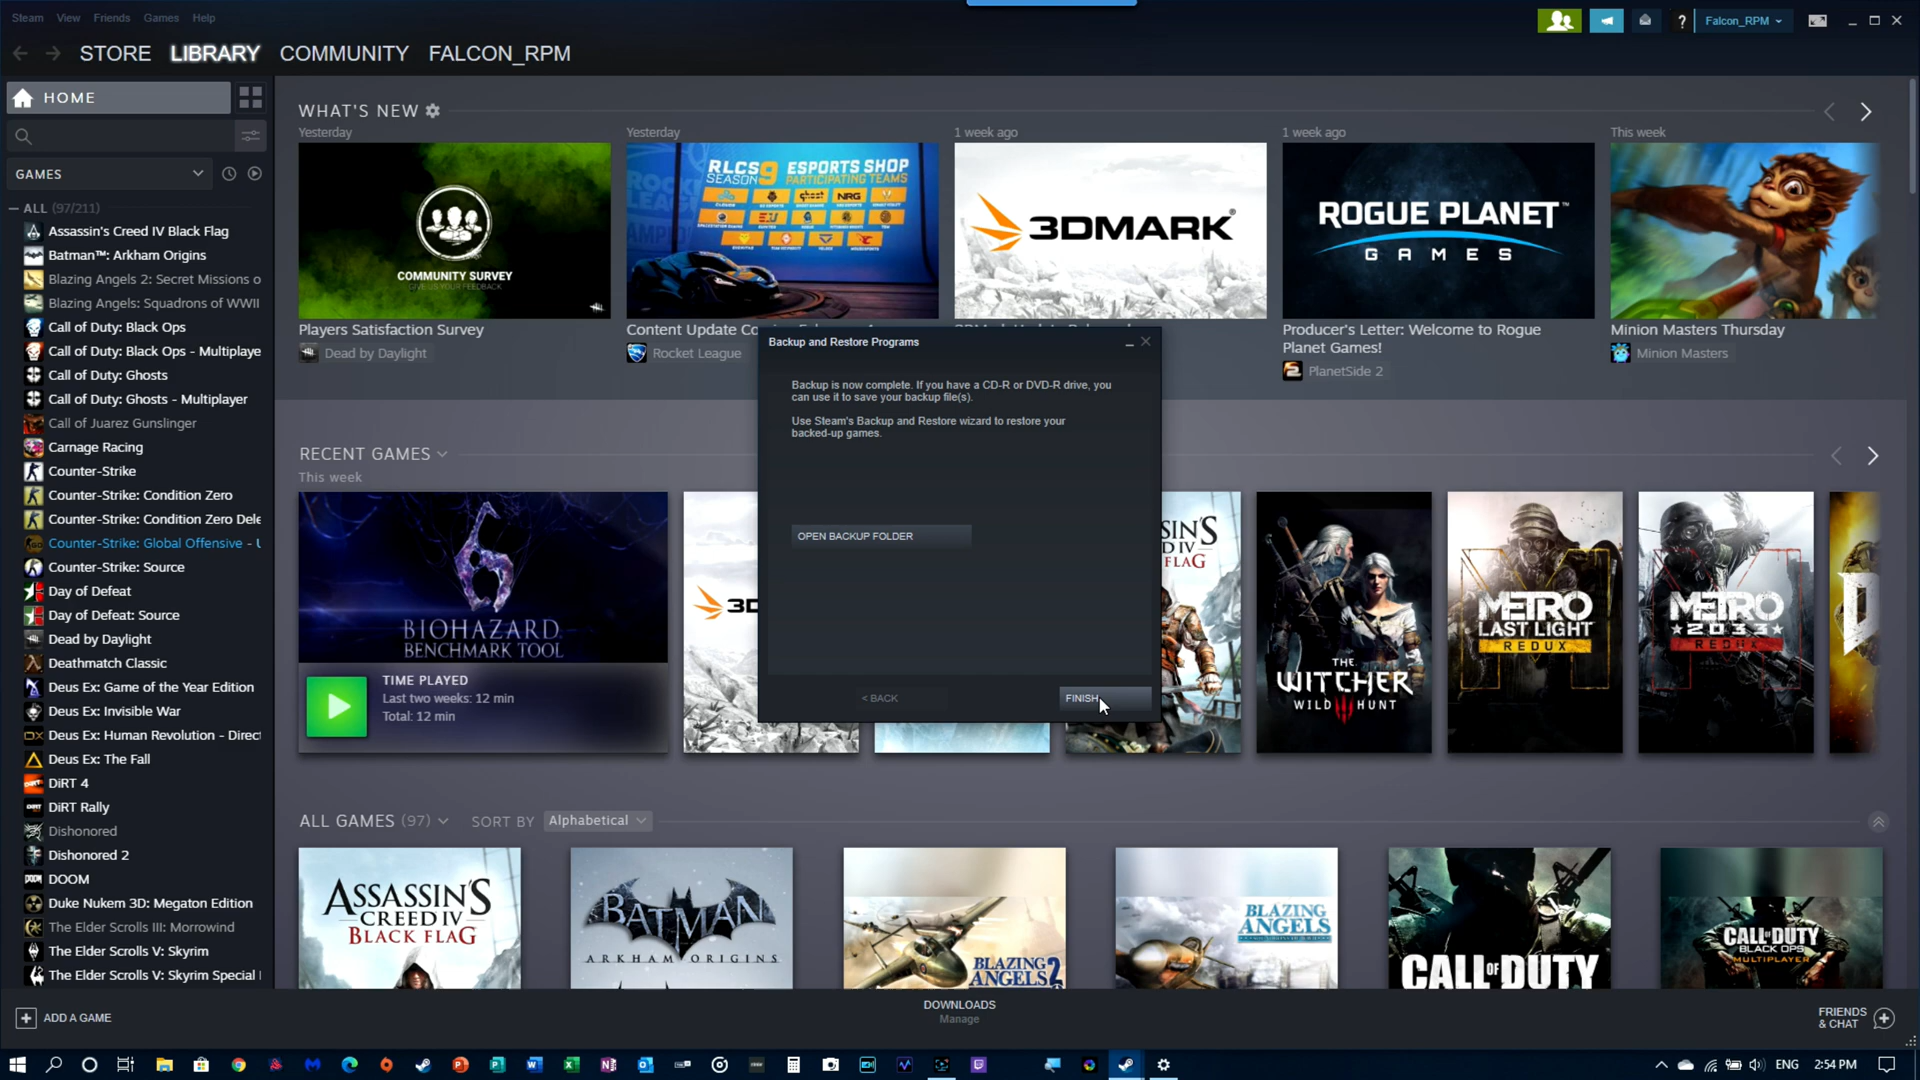 Steam View Friends Games Help
Falcon_RPM
STORE LIBRARY COMMUNITY FALCON_RPM
HOME
GAMES
ALL (97/211)
Assassin's Creed IV Black Flag
Batman™: Arkham Origins
Blazing Angels 2: Secret Missions o
Blazing Angels: Squadrons of WWII
Call of Duty: Black Ops
Call of Duty: Black Ops - Multiplaye
Call of Duty: Ghosts
Call of Duty: Ghosts - Multiplayer
Call of Juarez Gunslinger
Carnage Racing
Counter-Strike
Counter-Strike: Condition Zero
Counter-Strike: Condition Zero Dele
Counter-Strike: Global Offensive - U
Counter-Strike: Source
Day of Defeat
Day of Defeat: Source
Dead by Daylight
Deathmatch Classic
Deus Ex: Game of the Year Edition
Deus Ex: Invisible War
Deus Ex: Human Revolution - Direct
Deus Ex: The Fall
DiRT 4
DiRT Rally
Dishonored
Dishonored 2
DOOM
Duke Nukem 3D: Megaton Edition
The Elder Scrolls III: Morrowind
The Elder Scrolls V: Skyrim
The Elder Scrolls V: Skyrim Special
WHAT'S NEW
Yesterday
COMMUNITY SURVEY
GIVE US YOUR FEEDBACK
Players Satisfaction Survey
Dead by Daylight
Yesterday
RLCS SEASON 9 ESPORTS SHOP
PARTICIPATING TEAMS
ghost NRG
Rocket League
1 week ago
3DMARK®
1 week ago
ROGUE PLANET™
GAMES
Producer's Letter: Welcome to Rogue
Planet Games!
PlanetSide 2
This week
Minion Masters Thursday
Minion Masters
Backup and Restore Programs
Backup is now complete. If you have a CD-R or DVD-R drive, you
can use it to save your backup file(s).
Use Steam's Backup and Restore wizard to restore your
backed-up games.
OPEN BACKUP FOLDER
< BACK
FINISH
RECENT GAMES
This week
6
BIOHAZARD
BENCHMARK TOOL
TIME PLAYED
Last two weeks: 12 min
Total: 12 min
3D
SIN'S
D IV
FLAG
THE
WITCHER
WILD HUNT
METRO
LAST LIGHT
REDUX
METRO
2033
REDUX
D
ALL GAMES (97) SORT BY Alphabetical
ASSASSIN'S
CREED IV
BLACK FLAG
BATMAN
ARKHAM ORIGINS
BLAZING
ANGELS 2
BLAZING
ANGELS
CALL OF DUTY
CALL OF DUTY
BLACK OPS
MULTIPLAYER
ADD A GAME
DOWNLOADS
Manage
FRIENDS
& CHAT
ENG 2:54 PM